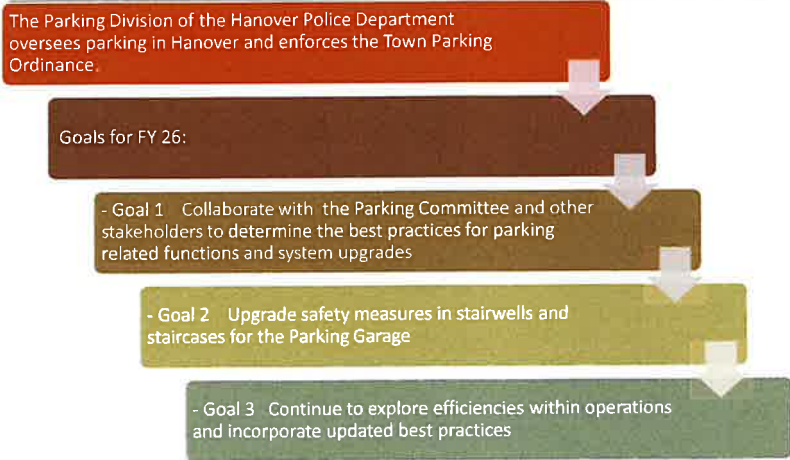 The Parking Division of the Hanover Police Department
oversees parking in Hanover and enforces the Town Parking
Ordinance.
Goals for FY 26:
- Goal 1 Collaborate with the Parking Committee and other
stakeholders to determine the best practices for parking
related functions and system upgrades
- Goal 2 Upgrade safety measures in stairwells and
staircases for the Parking Garage
- Goal 3 Continue to explore efficiencies within operations
and incorporate updated best practices